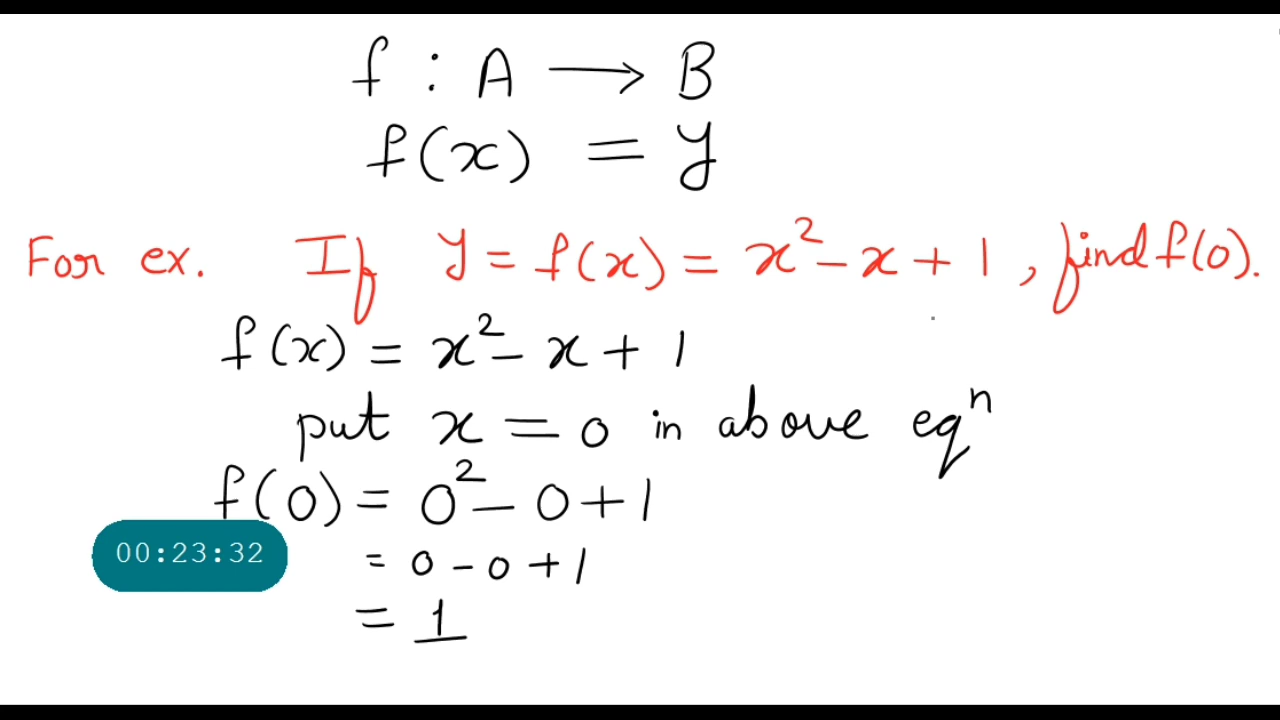 f : A → B
f(x) = y
For ex. If y = f(x) = x² - x + 1, find f(0).
f(x) = x² - x + 1
put x = 0 in above eqⁿ
f(0) = 0² - 0 + 1
00:23:32
= 0 - 0 + 1
= 1